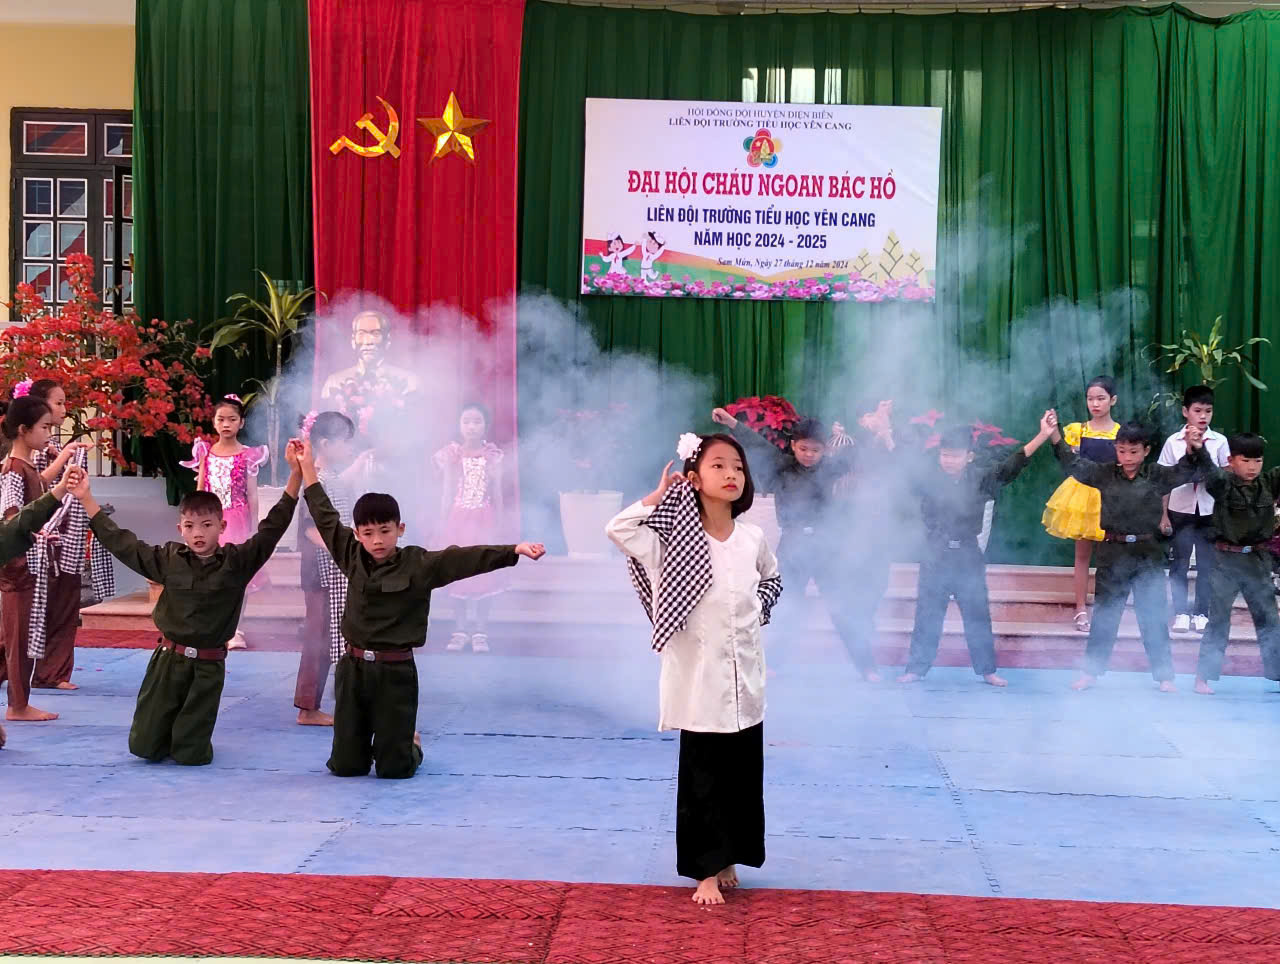 HỘI ĐỒNG ĐỘI HUYỆN ĐIỆN BIÊN
LIÊN ĐỘI TRƯỜNG TIỂU HỌC YÊN CANG
ĐẠI HỘI CHÁU NGOAN BÁC HỒ
LIÊN ĐỘI TRƯỜNG TIỂU HỌC YÊN CANG
NĂM HỌC 2024 - 2025
Sam Mứn, Ngày 27 tháng 12 năm 2024